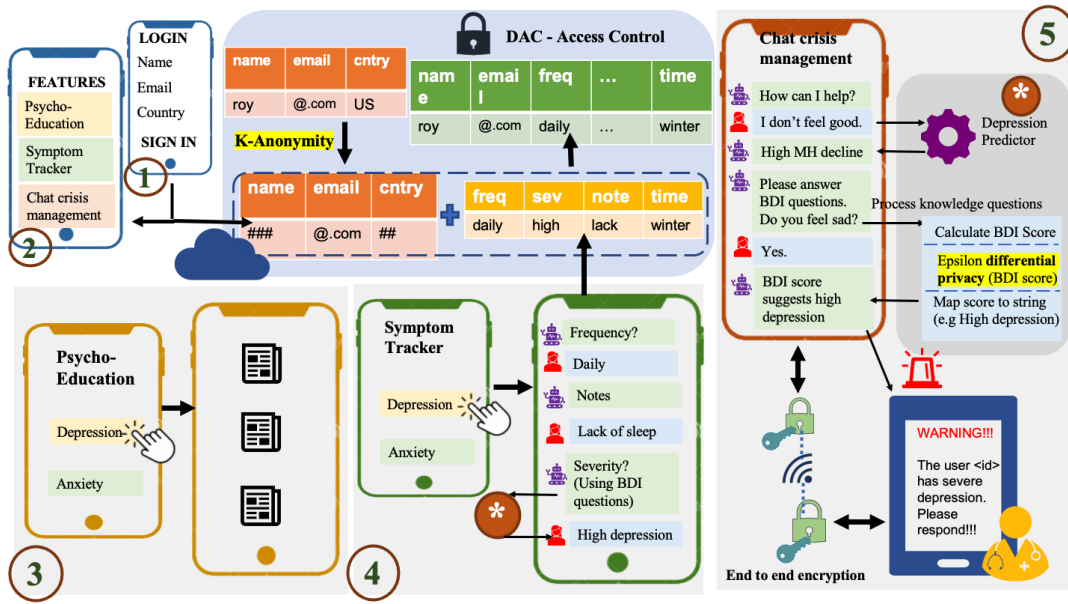 LOGIN
Name
Email
Country
SIGN IN
1
FEATURES
Psycho-
Education
Symptom
Tracker
Chat crisis
management
2
DAC - Access Control
name email cntry
roy @.com US
nam
e emai
l freq … time
roy @.com daily … winter
K-Anonymity
name email cntry
### @.com ##
freq sev note time
daily high lack winter
3
Psycho-
Education
Depression
Anxiety
4
Symptom
Tracker
Depression
Anxiety
Frequency?
Daily
Notes
Lack of sleep
Severity?
(Using BDI
questions)
*
High depression
5
Chat crisis
management
How can I help?
I don't feel good.
High MH decline
Please answer
BDI questions.
Do you feel sad?
Yes.
BDI score
suggests high
depression
*
Depression
Predictor
Process knowledge questions
Calculate BDI Score
Epsilon differential
privacy (BDI score)
Map score to string
(e.g High depression)
End to end encryption
WARNING!!!
The user <id>
has severe
depression.
Please
respond!!!